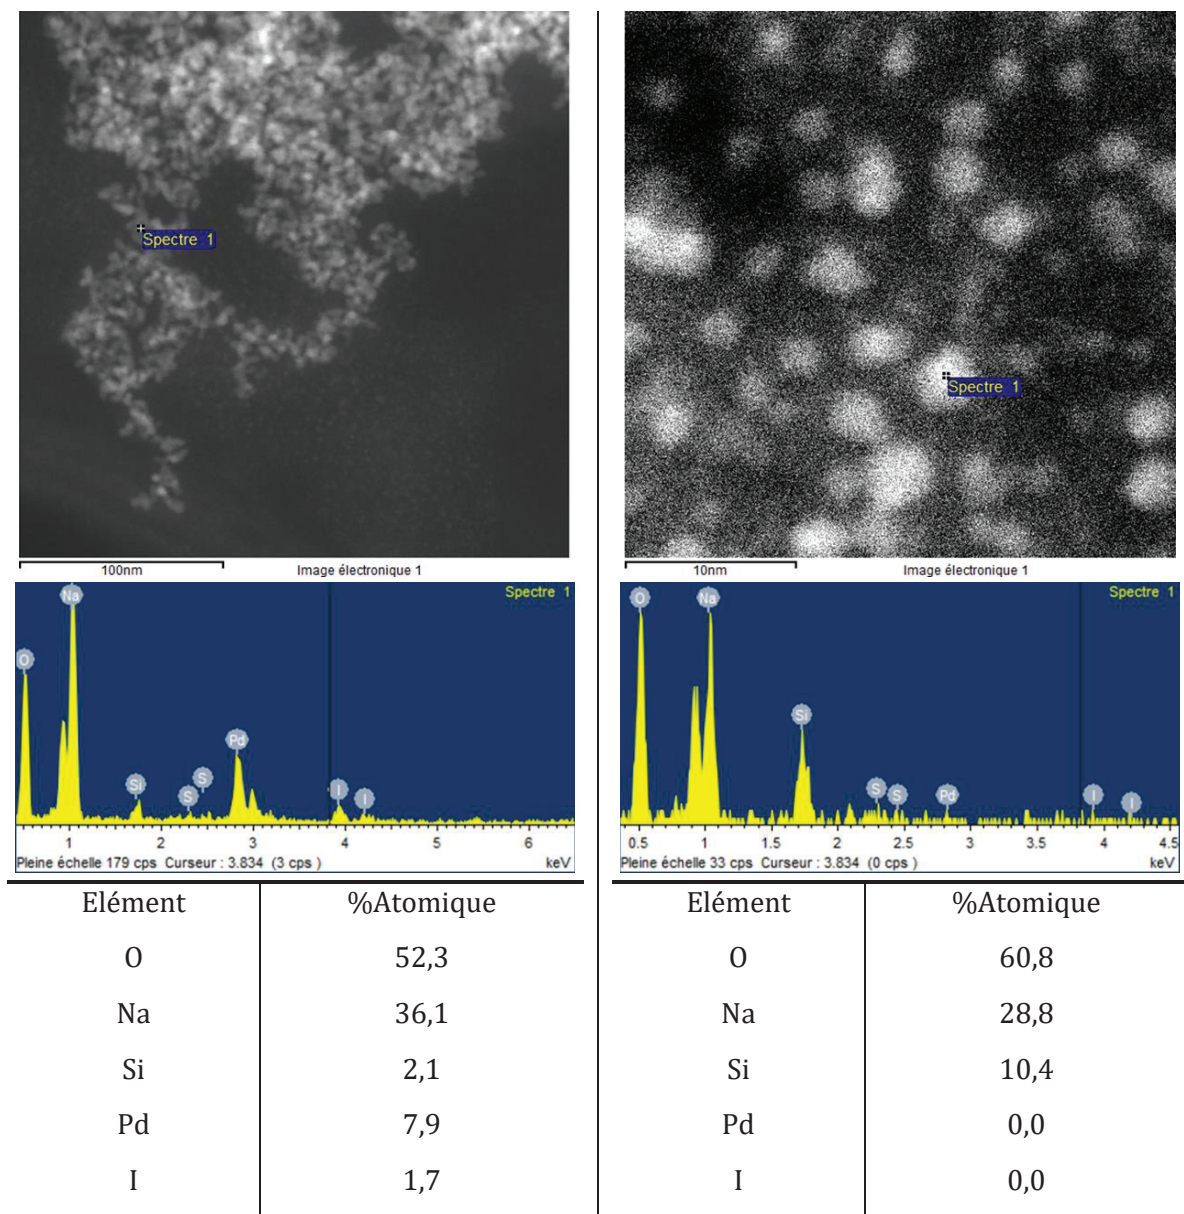 Spectre 1
100nm
Image électronique 1
Spectre 1
Na
O
Si
S
S
Pd
I
I
1 2 3 4 5 6
Pleine échelle 179 cps Curseur : 3.834 (3 cps ) keV
Elément %Atomique
O 52,3
Na 36,1
Si 2,1
Pd 7,9
I 1,7
Spectre 1
10nm
Image électronique 1
Spectre 1
O
Na
Si
S
S
Pd
I
I
0.5 1 1.5 2 2.5 3 3.5 4 4.5
Pleine échelle 33 cps Curseur : 3.834 (0 cps ) keV
Elément %Atomique
O 60,8
Na 28,8
Si 10,4
Pd 0,0
I 0,0